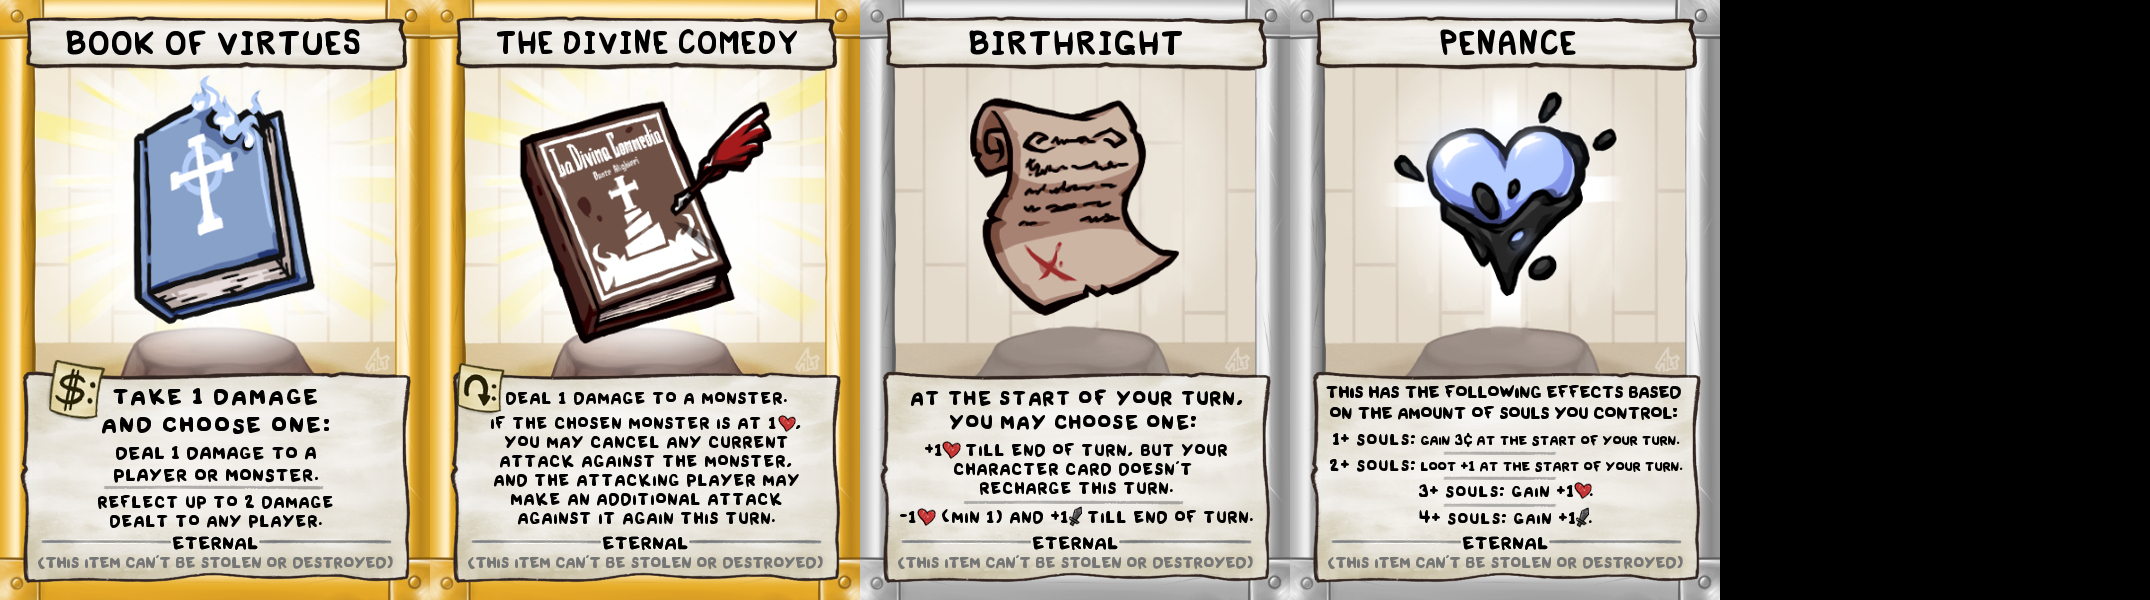 BOOK OF VIRTUES
$:
TAKE 1 DAMAGE
AND CHOOSE ONE:
DEAL 1 DAMAGE TO A
PLAYER OR MONSTER.
REFLECT UP TO 2 DAMAGE
DEALT TO ANY PLAYER.
ETERNAL
(THIS ITEM CAN'T BE STOLEN OR DESTROYED)
THE DIVINE COMEDY
La Divina Commedia
Dante Alighieri
DEAL 1 DAMAGE TO A MONSTER.
IF THE CHOSEN MONSTER IS AT 1♥,
YOU MAY CANCEL ANY CURRENT
ATTACK AGAINST THE MONSTER,
AND THE ATTACKING PLAYER MAY
MAKE AN ADDITIONAL ATTACK
AGAINST IT AGAIN THIS TURN.
ETERNAL
(THIS ITEM CAN'T BE STOLEN OR DESTROYED)
BIRTHRIGHT
AT THE START OF YOUR TURN,
YOU MAY CHOOSE ONE:
+1♥ TILL END OF TURN, BUT YOUR
CHARACTER CARD DOESN'T
RECHARGE THIS TURN.
-1♥ (MIN 1) AND +1 TILL END OF TURN.
ETERNAL
(THIS ITEM CAN'T BE STOLEN OR DESTROYED)
PENANCE
THIS HAS THE FOLLOWING EFFECTS BASED
ON THE AMOUNT OF SOULS YOU CONTROL:
1+ SOULS: GAIN 3¢ AT THE START OF YOUR TURN.
2+ SOULS: LOOT +1 AT THE START OF YOUR TURN.
3+ SOULS: GAIN +1♥.
4+ SOULS: GAIN +1.
ETERNAL
(THIS ITEM CAN'T BE STOLEN OR DESTROYED)